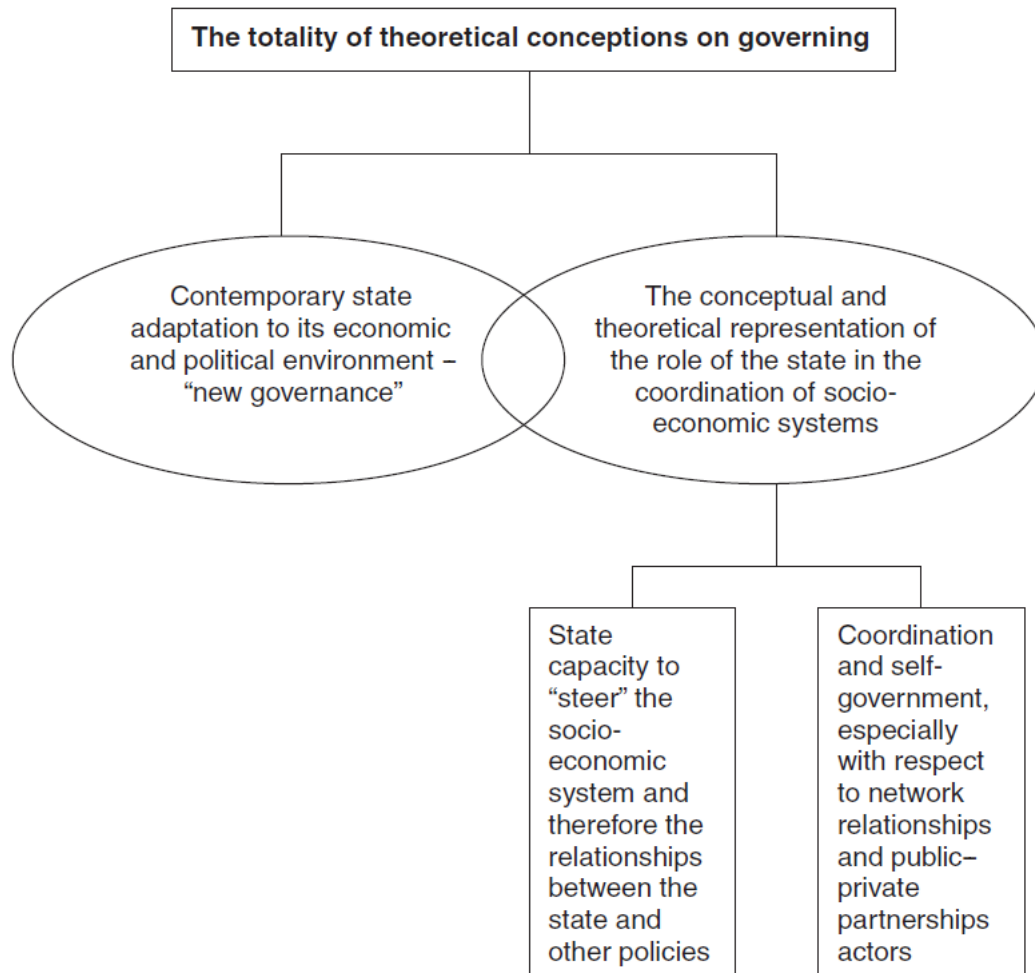 The totality of theoretical conceptions on governing
Contemporary state
adaptation to its economic
and political environment –
“new governance”
The conceptual and
theoretical representation of
the role of the state in the
coordination of socio-
economic systems
State
capacity to
“steer” the
socio-
economic
system and
therefore the
relationships
between the
state and
other policies
Coordination
and self-
government,
especially
with respect
to network
relationships
and public–
private
partnerships
actors